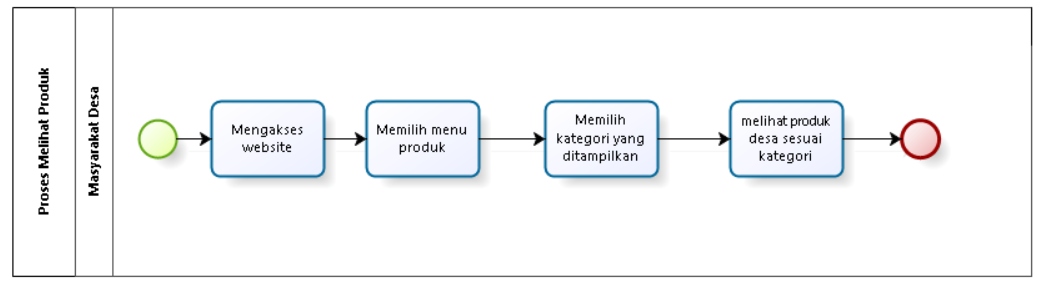 Proses Melihat Produk
Masyarakat Desa
Mengakses
website
Memilih menu
produk
Memilih
kategori yang
ditampilkan
melihat produk
desa sesuai
kategori